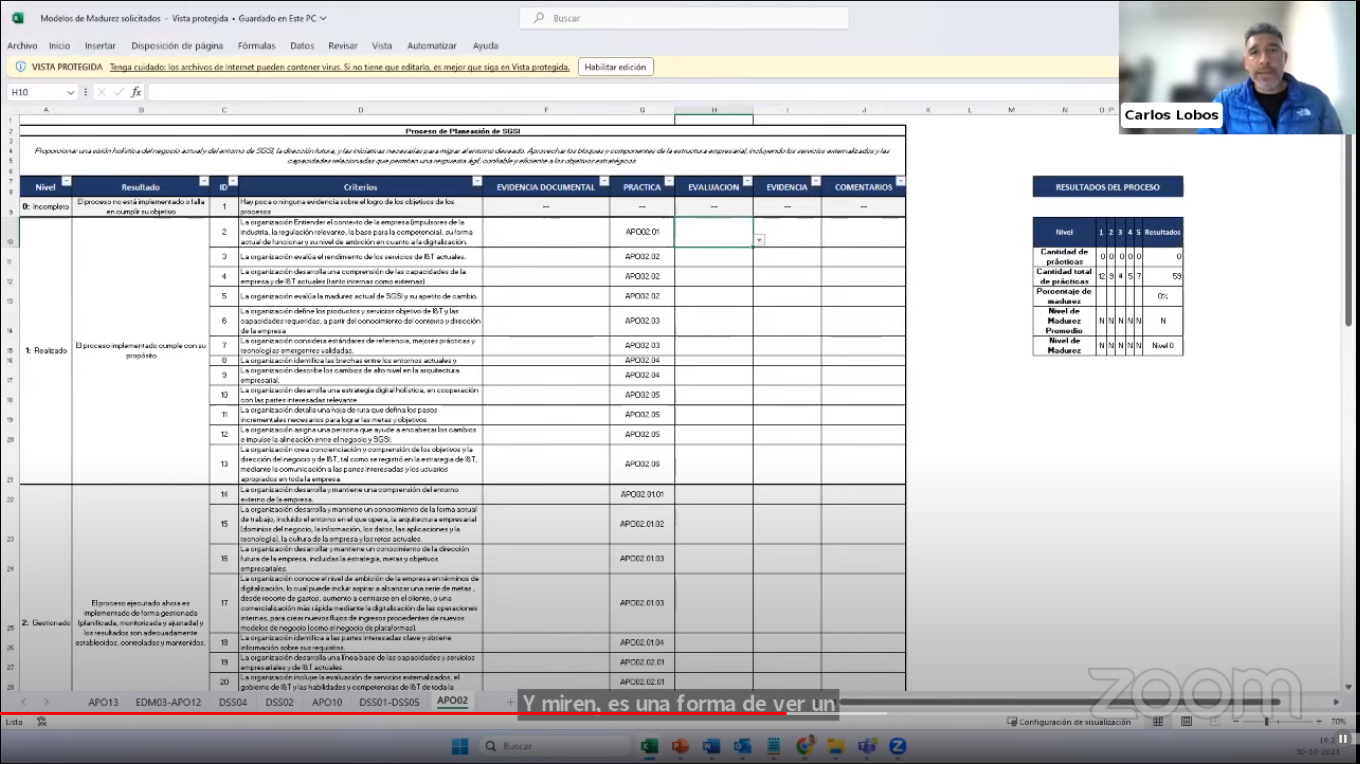 Modelos de Madurez solicitados - Vista protegida • Guardado en Este PC
Buscar
Archivo Inicio Insertar Disposición de página Fórmulas Datos Revisar Vista Automatizar Ayuda
VISTA PROTEGIDA Tenga cuidado: los archivos de Internet pueden contener virus. Si no tiene que editarlo, es mejor que siga en Vista protegida. Habilitar edición
H10 fx
Carlos Lobos
A B C D F G H I J K L M N O P
Proceso de Planeación de SGSI
Proporcionar una visión holística del negocio actual y del entorno de SGSI, la dirección futura, y las iniciativas necesarias para migrar al entorno deseado. Aprovechar los bloques y componentes de la estructura empresarial, incluyendo los servicios externalizados y las
capacidades relacionadas que permitan una respuesta ágil, confiable y eficiente a los objetivos estratégicos.
Nivel Resultado ID Criterios EVIDENCIA DOCUMENTAL PRACTICA EVALUACION EVIDENCIA COMENTARIOS
0: Incompleto
El proceso no está implementado o falla
en cumplir su objetivo
1
Hay poca o ninguna evidencia sobre el logro de los objetivos de los
procesos
-- -- -- -- --
1: Realizado
El proceso implementado cumple con su
propósito
2
La organización Entender el contexto de la empresa (impulsores de la
industria, la regulación relevante, la base para la competencia), su forma
actual de funcionar y su nivel de ambición en cuanto a la digitalización.
APO02.01
3 La organización evalúa el rendimiento de los servicios de I&T actuales. APO02.02
4
La organización desarrolla una comprensión de las capacidades de la
empresa y de I&T actuales (tanto internas como externas).
APO02.02
5 La organización evalúa la madurez actual de SGSI y su apetito de cambio. APO02.02
6
La organización define los productos y servicios objetivo de I&T y las
capacidades requeridas, a partir del conocimiento del contexto y dirección
de la empresa
APO02.03
7
La organización considera estándares de referencia, mejores prácticas y
tecnologías emergentes validadas.
APO02.03
8 La organización identifica las brechas entre los entornos actuales y APO02.04
9
La organización describe los cambios de alto nivel en la arquitectura
empresarial.
APO02.04
10
La organización desarrolla una estrategia digital holística, en cooperación
con las partes interesadas relevante.
APO02.05
11
La organización detalla una hoja de ruta que defina los pasos
incrementales necesarios para lograr las metas y objetivos.
APO02.05
12
La organización asigna una persona que ayude a encabezar los cambios
e impulse la alineación entre el negocio y SGSI.
APO02.05
13
La organización crea concienciación y comprensión de los objetivos y la
dirección del negocio y de I&T, tal como se registró en la estrategia de I&T,
mediante la comunicación a las partes interesadas y los usuarios
apropiados en toda la empresa.
APO02.06
2: Gestionado
El proceso ejecutado ahora es
implementado de forma gestionada
(planificada, monitorizada y ajustada) y
los resultados son adecuadamente
establecidos, controlados y mantenidos.
14
La organización desarrolla y mantiene una comprensión del entorno
externo de la empresa.
APO02.01.01
15
La organización desarrolla y mantiene un conocimiento de la forma actual
de trabajo, incluido el entorno en el que opera, la arquitectura empresarial
(dominios del negocio, la información, los datos, las aplicaciones y la
tecnología), la cultura de la empresa y los retos actuales.
APO02.01.02
16
La organización desarrollar y mantiene un conocimiento de la dirección
futura de la empresa, incluidas la estrategia, metas y objetivos
empresariales.
APO02.01.03
17
La organización conoce el nivel de ambición de la empresa en términos de
digitalización, lo cual puede incluir aspirar a alcanzar una serie de metas ,
desde recorte de gastos, aumento a centrarse en el cliente, o una
comercialización más rápida mediante la digitalización de las operaciones
internas, para crear nuevos flujos de ingresos procedentes de nuevos
modelos de negocio (como el negocio de plataformas).
APO02.01.03
18
La organización identifica a las partes interesadas clave y obtiene
información sobre sus requisitos.
APO02.01.04
19
La organización desarrolla una línea base de las capacidades y servicios
empresariales y de I&T actuales.
APO02.02.01
20
La organización incluye la evaluación de servicios externalizados, el
gobierno de I&T y las habilidades y competencias de I&T de toda la
APO02.02.01
RESULTADOS DEL PROCESO
Nivel 1 2 3 4 5 Resultados
Cantidad de prácticas 0 0 0 0 0 0
Cantidad total de prácticas 12 9 4 5 7 59
Porcentaje de madurez 0%
Nivel de Madurez Promedio N N N N N N
Nivel de Madurez N N N N N Nivel 0
APO13 EDM03-APO12 DSS04 DSS02 APO10 DSS01-DSS05 APO02
Y miren, es una forma de ver un
zoom
Listo
Configuración de visualización
70%
Buscar
30-10-2023